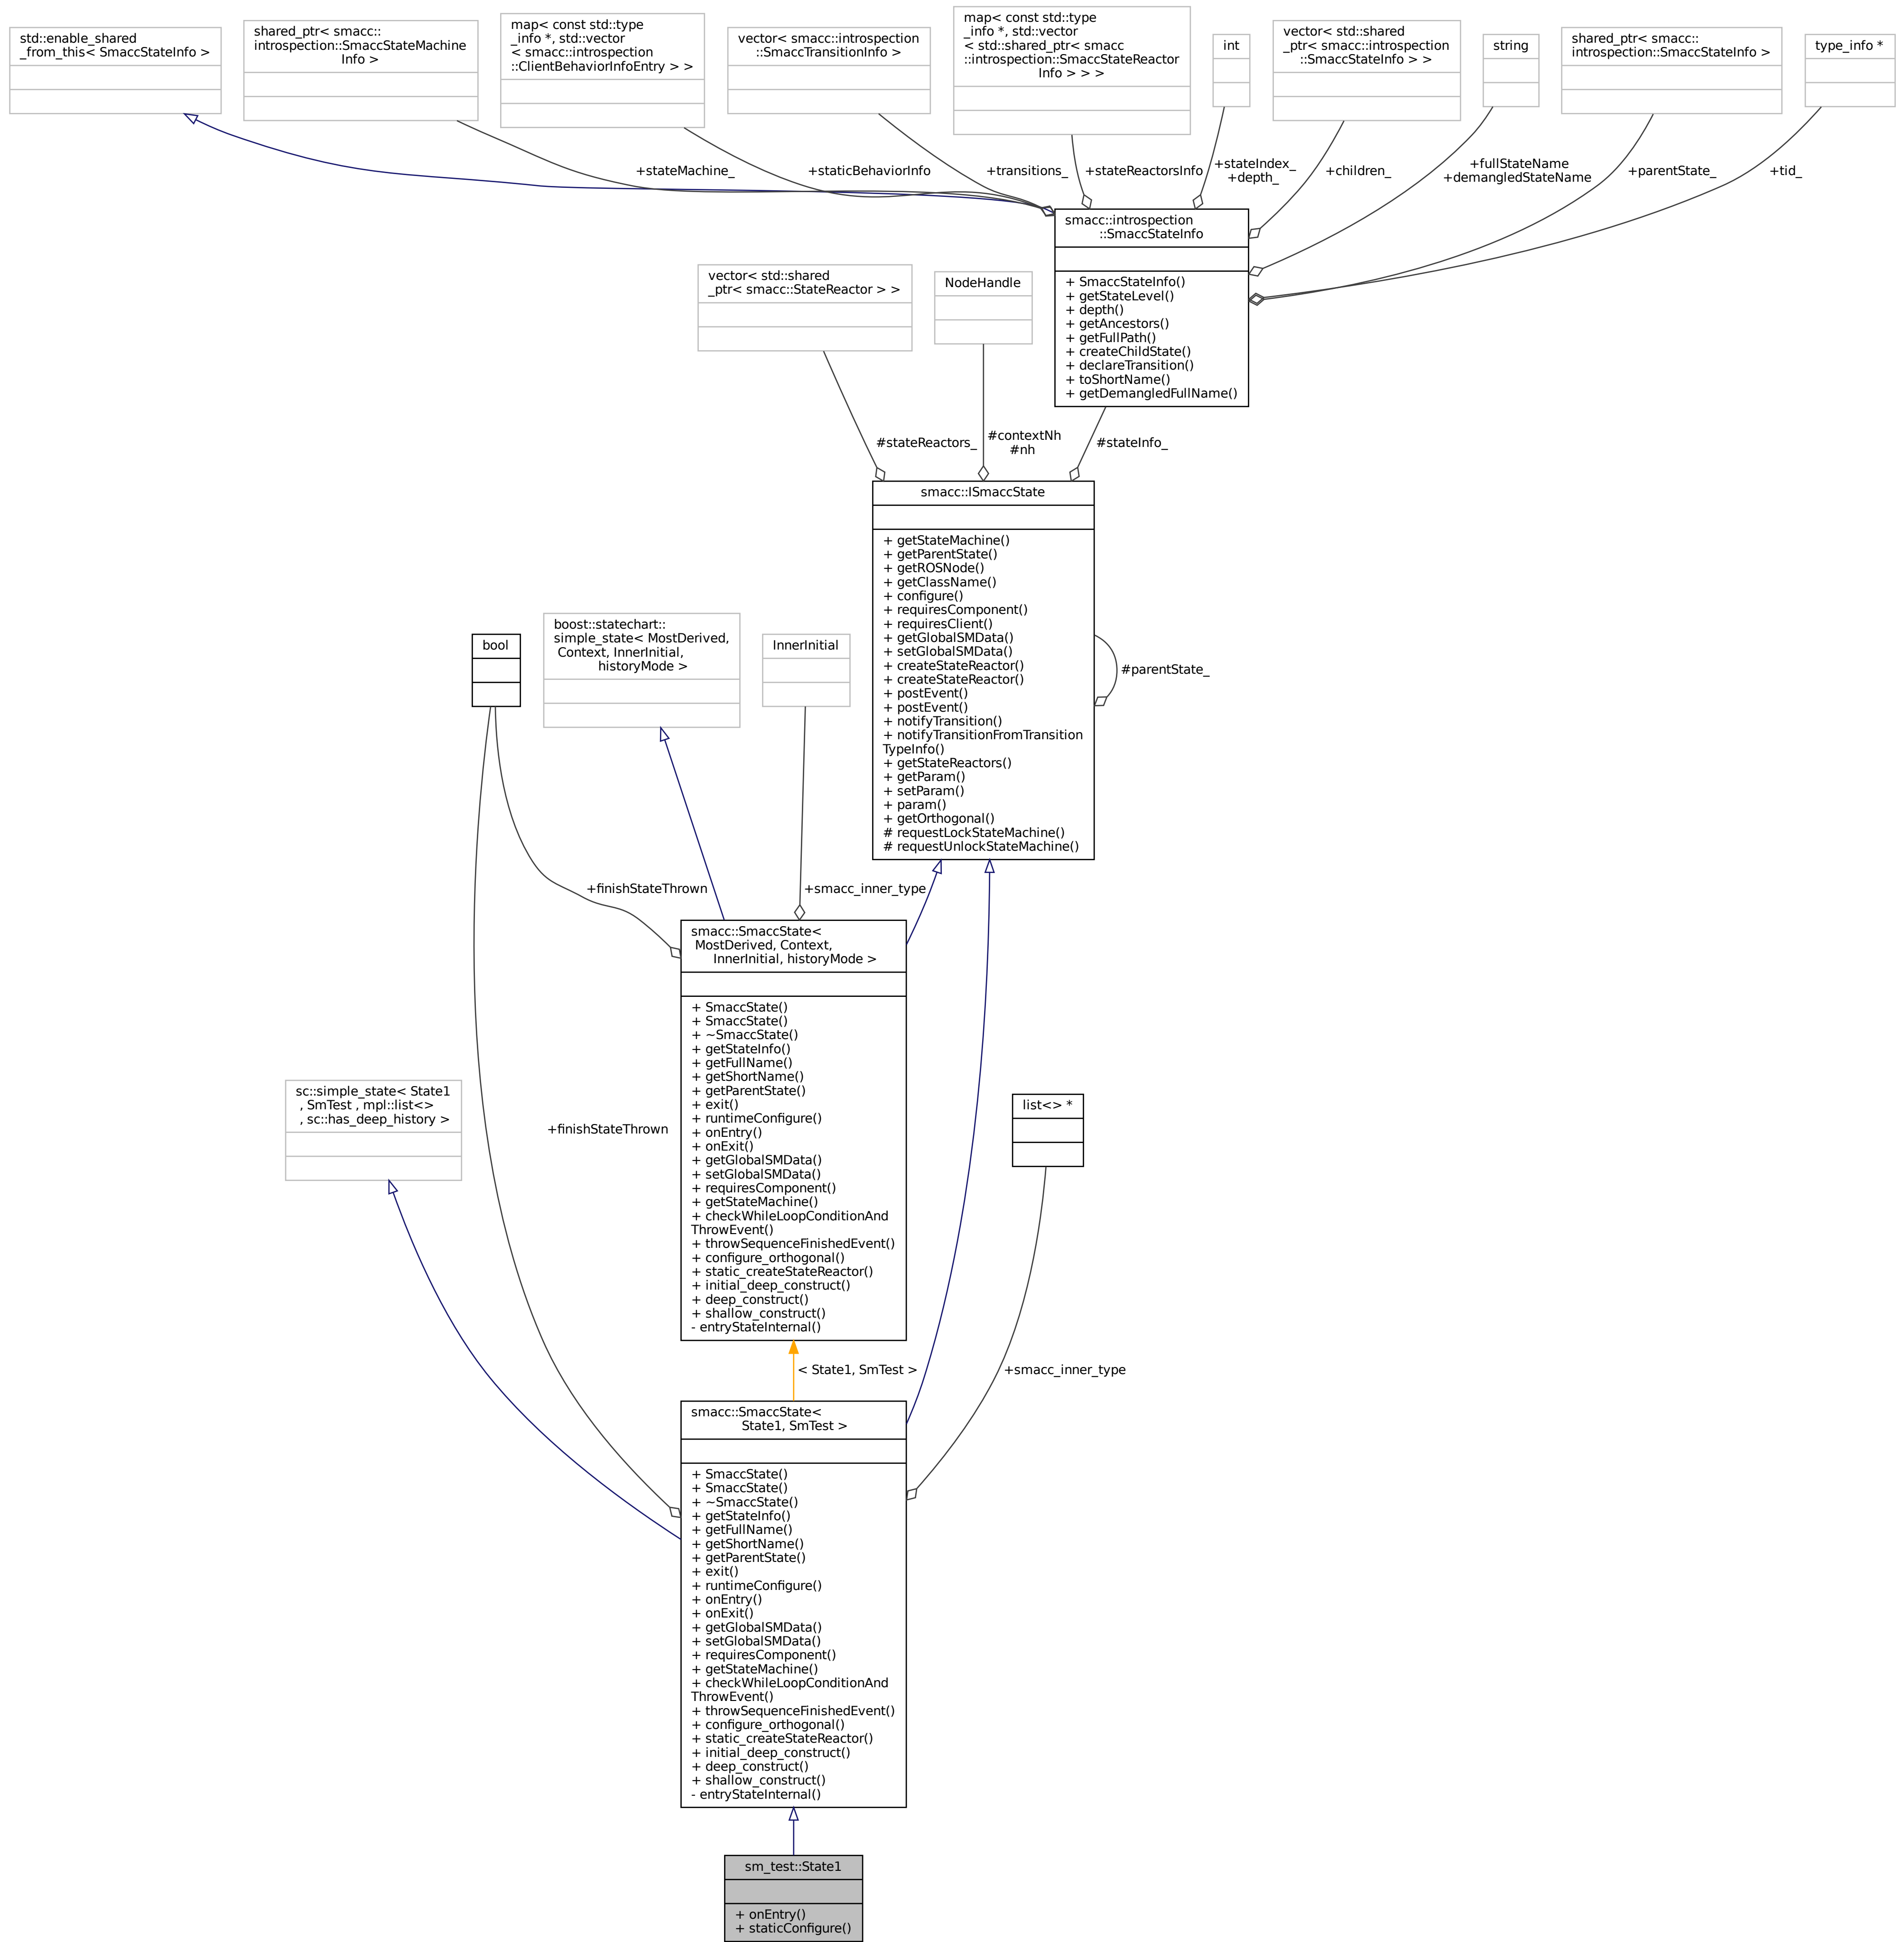 std::enable_shared
_from_this< SmaccStateInfo >
shared_ptr< smacc::
introspection::SmaccStateMachine
Info >
map< const std::type
_info *, std::vector
< smacc::introspection
::ClientBehaviorInfoEntry > >
vector< smacc::introspection
::SmaccTransitionInfo >
map< const std::type
_info *, std::vector
< std::shared_ptr< smacc
::introspection::SmaccStateReactor
Info > > >
int
vector< std::shared
_ptr< smacc::introspection
::SmaccStateInfo > >
string
shared_ptr< smacc::
introspection::SmaccStateInfo >
type_info *
+stateMachine_
+staticBehaviorInfo
+transitions_
+stateReactorsInfo
+stateIndex_
+depth_
+children_
+fullStateName
+demangledStateName
+parentState_
+tid_
smacc::introspection
::SmaccStateInfo
+ SmaccStateInfo()
+ getStateLevel()
+ depth()
+ getAncestors()
+ getFullPath()
+ createChildState()
+ declareTransition()
+ toShortName()
+ getDemangledFullName()
vector< std::shared
_ptr< smacc::StateReactor > >
NodeHandle
#stateReactors_
#contextNh
#nh
#stateInfo_
smacc::ISmaccState
+ getStateMachine()
+ getParentState()
+ getROSNode()
+ getClassName()
+ configure()
+ requiresComponent()
+ requiresClient()
+ getGlobalSMData()
+ setGlobalSMData()
+ createStateReactor()
+ createStateReactor()
+ postEvent()
+ postEvent()
+ notifyTransition()
+ notifyTransitionFromTransition
TypeInfo()
+ getStateReactors()
+ getParam()
+ setParam()
+ param()
+ getOrthogonal()
# requestLockStateMachine()
# requestUnlockStateMachine()
#parentState_
bool
boost::statechart::
simple_state< MostDerived,
Context, InnerInitial,
historyMode >
InnerInitial
+finishStateThrown
+smacc_inner_type
smacc::SmaccState<
MostDerived, Context,
InnerInitial, historyMode >
+ SmaccState()
+ SmaccState()
+ ~SmaccState()
+ getStateInfo()
+ getFullName()
+ getShortName()
+ getParentState()
+ exit()
+ runtimeConfigure()
+ onEntry()
+ onExit()
+ getGlobalSMData()
+ setGlobalSMData()
+ requiresComponent()
+ getStateMachine()
+ checkWhileLoopConditionAnd
ThrowEvent()
+ throwSequenceFinishedEvent()
+ configure_orthogonal()
+ static_createStateReactor()
+ initial_deep_construct()
+ deep_construct()
+ shallow_construct()
- entryStateInternal()
sc::simple_state< State1
, SmTest , mpl::list<>
, sc::has_deep_history >
+finishStateThrown
list<> *
< State1, SmTest >
+smacc_inner_type
smacc::SmaccState<
State1, SmTest >
+ SmaccState()
+ SmaccState()
+ ~SmaccState()
+ getStateInfo()
+ getFullName()
+ getShortName()
+ getParentState()
+ exit()
+ runtimeConfigure()
+ onEntry()
+ onExit()
+ getGlobalSMData()
+ setGlobalSMData()
+ requiresComponent()
+ getStateMachine()
+ checkWhileLoopConditionAnd
ThrowEvent()
+ throwSequenceFinishedEvent()
+ configure_orthogonal()
+ static_createStateReactor()
+ initial_deep_construct()
+ deep_construct()
+ shallow_construct()
- entryStateInternal()
sm_test::State1
+ onEntry()
+ staticConfigure()